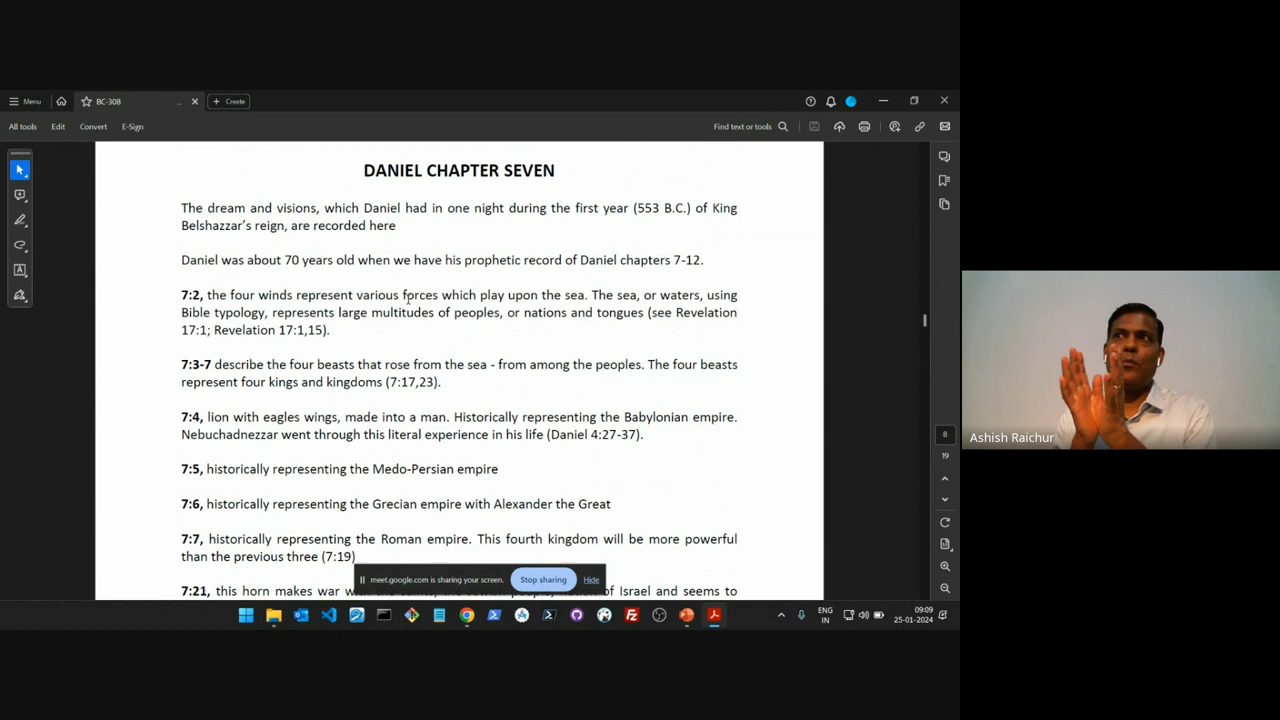 Menu
BC-308
...
Create
All tools
Edit
Convert
E-Sign
Find text or tools
DANIEL CHAPTER SEVEN
The dream and visions, which Daniel had in one night during the first year (553 B.C.) of King
Belshazzar's reign, are recorded here
Daniel was about 70 years old when we have his prophetic record of Daniel chapters 7-12.
7:2, the four winds represent various forces which play upon the sea. The sea, or waters, using
Bible typology, represents large multitudes of peoples, or nations and tongues (see Revelation
17:1; Revelation 17:1,15).
7:3-7 describe the four beasts that rose from the sea - from among the peoples. The four beasts
represent four kings and kingdoms (7:17,23).
7:4, lion with eagles wings, made into a man. Historically representing the Babylonian empire.
Nebuchadnezzar went through this literal experience in his life (Daniel 4:27-37).
7:5, historically representing the Medo-Persian empire
7:6, historically representing the Grecian empire with Alexander the Great
7:7, historically representing the Roman empire. This fourth kingdom will be more powerful
than the previous three (7:19)
7:21, this horn makes war of Israel and seems to
meet.google.com is sharing your screen.
Stop sharing
Hide
8
19
ENG
IN
09:09
25-01-2024
Ashish Raichur